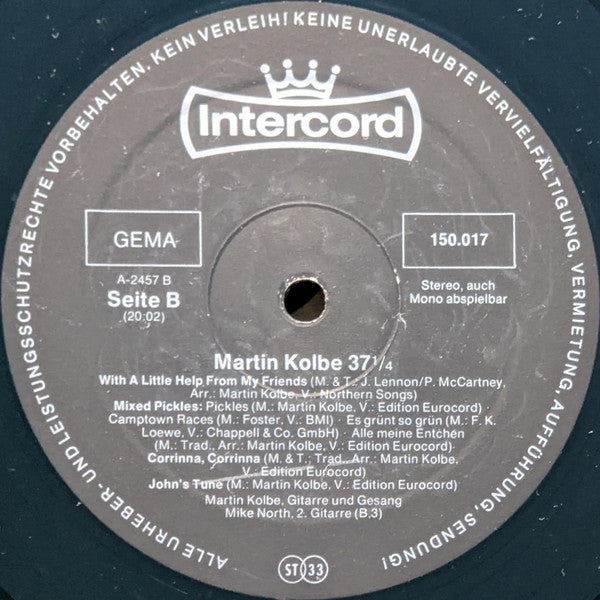 ALLE URHEBER- UND LEISTUNGSSCHUTZRECHTE VORBEHALTEN. KEIN VERLEIH! KEINE UNERLAUBTE VERVIELFÄLTIGUNG, VERMIETUNG, AUFFÜHRUNG, SENDUNG!
Intercord
GEMA
150.017
A-2457 B
Seite B
(20:02)
Stereo, auch
Mono abspielbar
Martin Kolbe 37 1/4
With A Little Help From My Friends (M. & T.: J. Lennon/P. McCartney,
Arr.: Martin Kolbe, V.: Northern Songs)
Mixed Pickles: Pickles (M.: Martin Kolbe, V.: Edition Eurocord) ·
Camptown Races (M.: Foster, V.: BMI) · Es grünt so grün (M.: F. K.
Loewe, V.: Chappell & Co. GmbH) · Alle meine Entchen
(M.: Trad., Arr.: Martin Kolbe, V.: Edition Eurocord)
Corrinna, Corrinna (M. & T.: Trad., Arr.: Martin Kolbe,
V.: Edition Eurocord)
John's Tune (M.: Martin Kolbe, V.: Edition Eurocord)
Martin Kolbe, Gitarre und Gesang
Mike North, 2. Gitarre (B,3)
ST 33